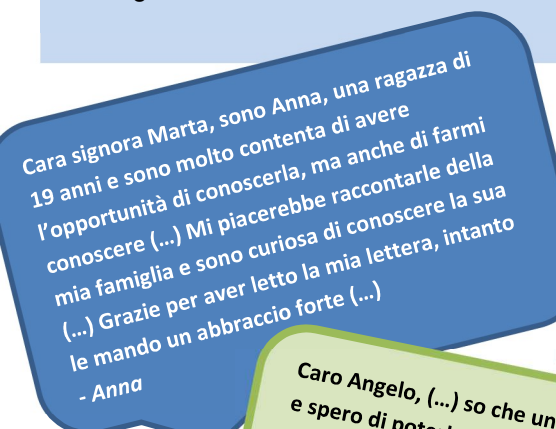 Cara signora Marta, sono Anna, una ragazza di
19 anni e sono molto contenta di avere
l’opportunità di conoscerla, ma anche di farmi
conoscere (…) Mi piacerebbe raccontarle della
mia famiglia e sono curiosa di conoscere la sua
(…) Grazie per aver letto la mia lettera, intanto
le mando un abbraccio forte (…)
- Anna
Caro Angelo, (…) so che un
e spero di